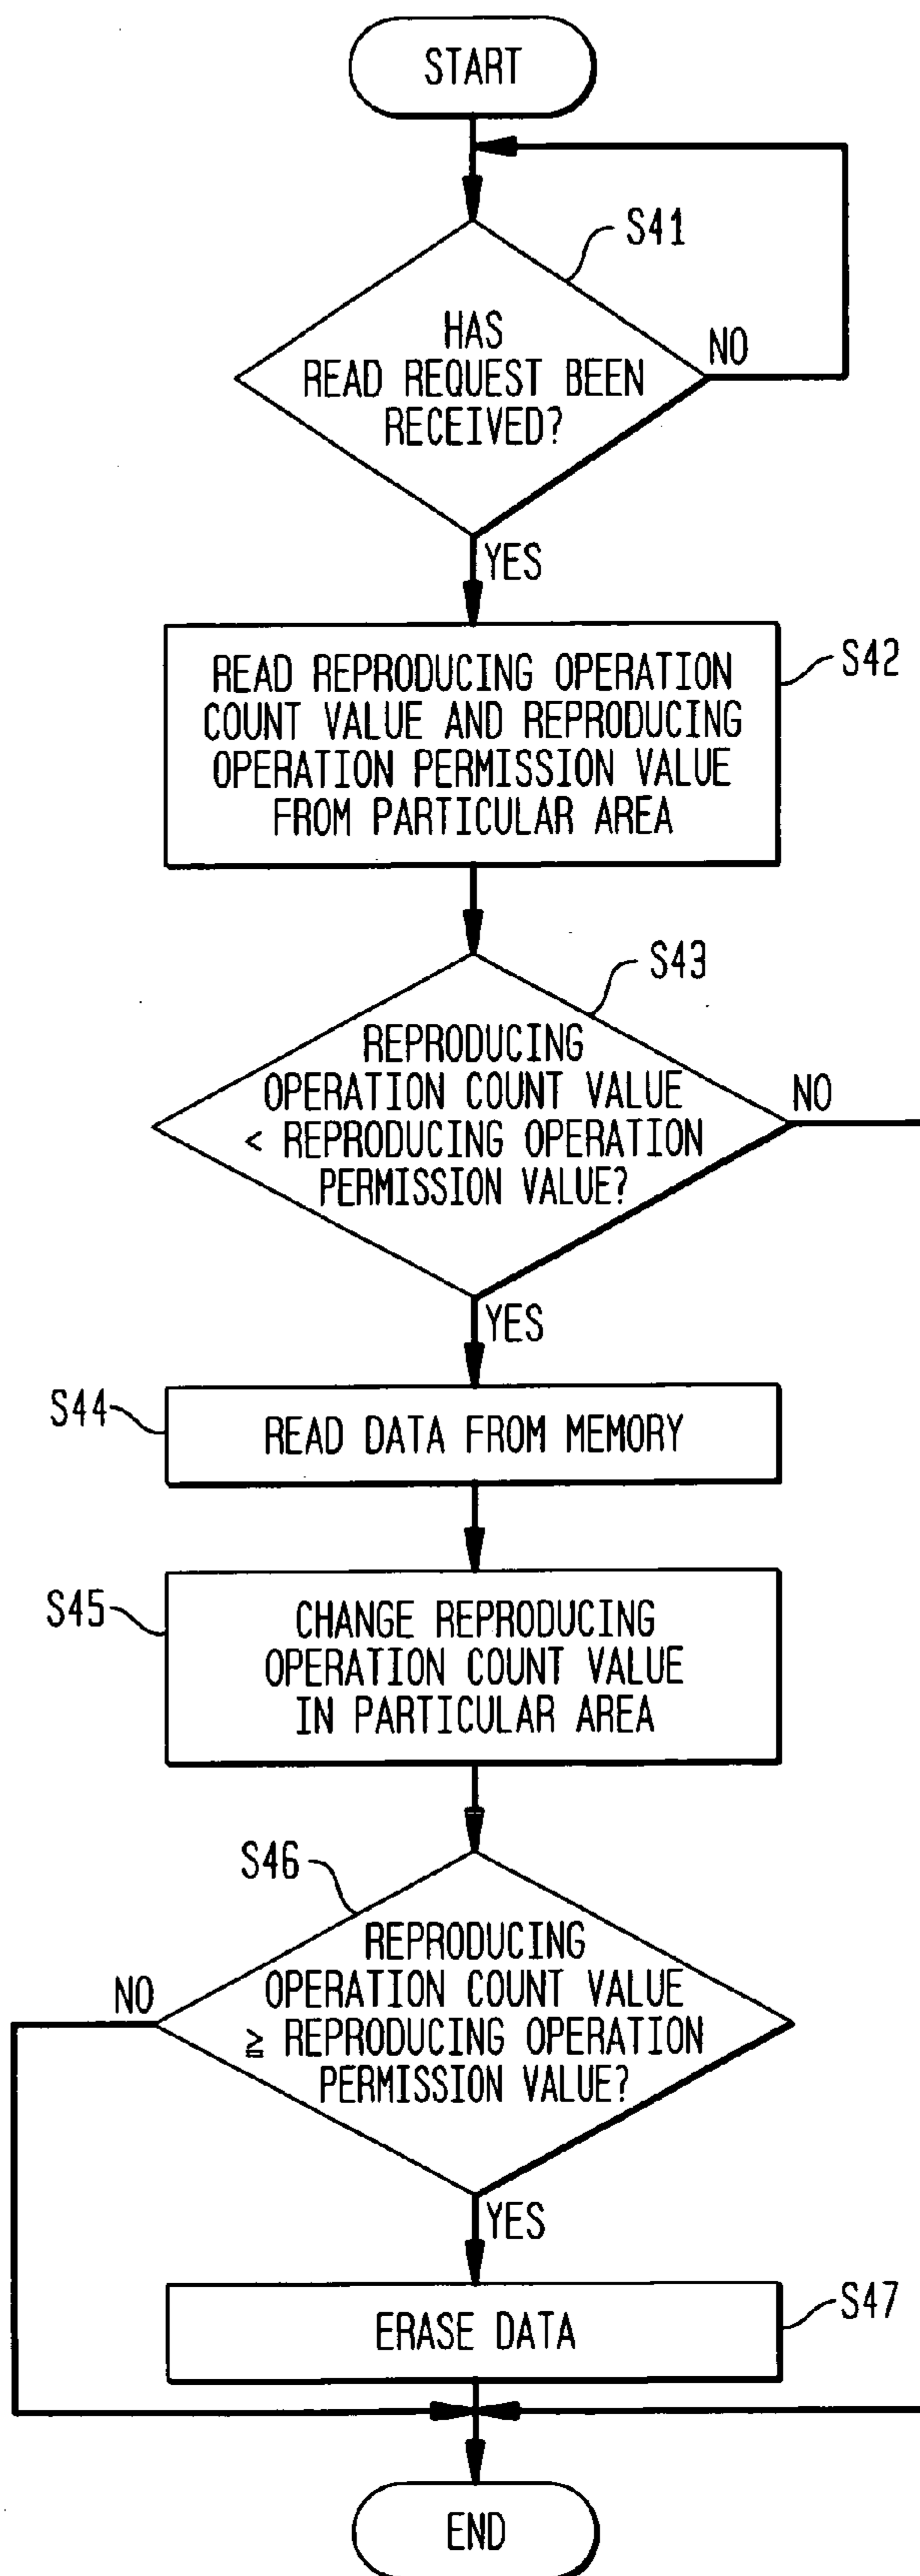 START
S41
HAS
READ REQUEST BEEN
RECEIVED?
NO
YES
S42
READ REPRODUCING OPERATION
COUNT VALUE AND REPRODUCING
OPERATION PERMISSION VALUE
FROM PARTICULAR AREA
S43
REPRODUCING
OPERATION COUNT VALUE
< REPRODUCING OPERATION
PERMISSION VALUE?
NO
YES
S44
READ DATA FROM MEMORY
S45
CHANGE REPRODUCING
OPERATION COUNT VALUE
IN PARTICULAR AREA
S46
REPRODUCING
OPERATION COUNT VALUE
≧ REPRODUCING OPERATION
PERMISSION VALUE?
NO
YES
S47
ERASE DATA
END